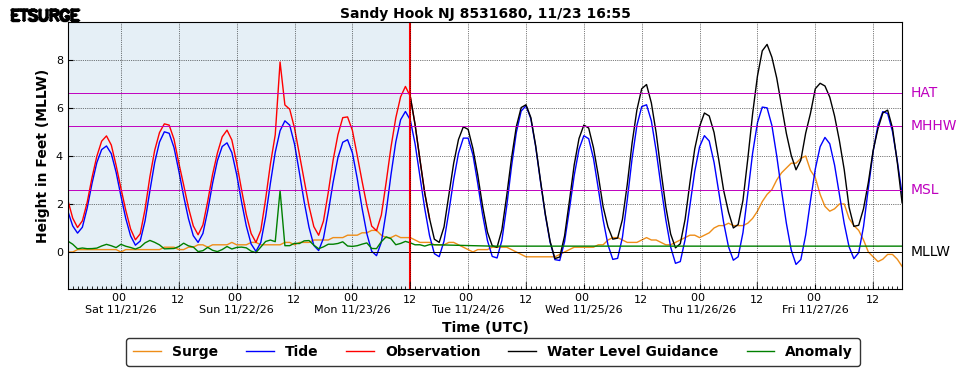 ETSURGE
Sandy Hook NJ 8531680, 11/23 16:55
Height in Feet (MLLW)
8
6
4
2
0
HAT
MHHW
MSL
MLLW
00 12 00 12 00 12 00 12 00 12 00 12 00 12
Sat 11/21/26 Sun 11/22/26 Mon 11/23/26 Tue 11/24/26 Wed 11/25/26 Thu 11/26/26 Fri 11/27/26
Time (UTC)
Surge Tide Observation Water Level Guidance Anomaly